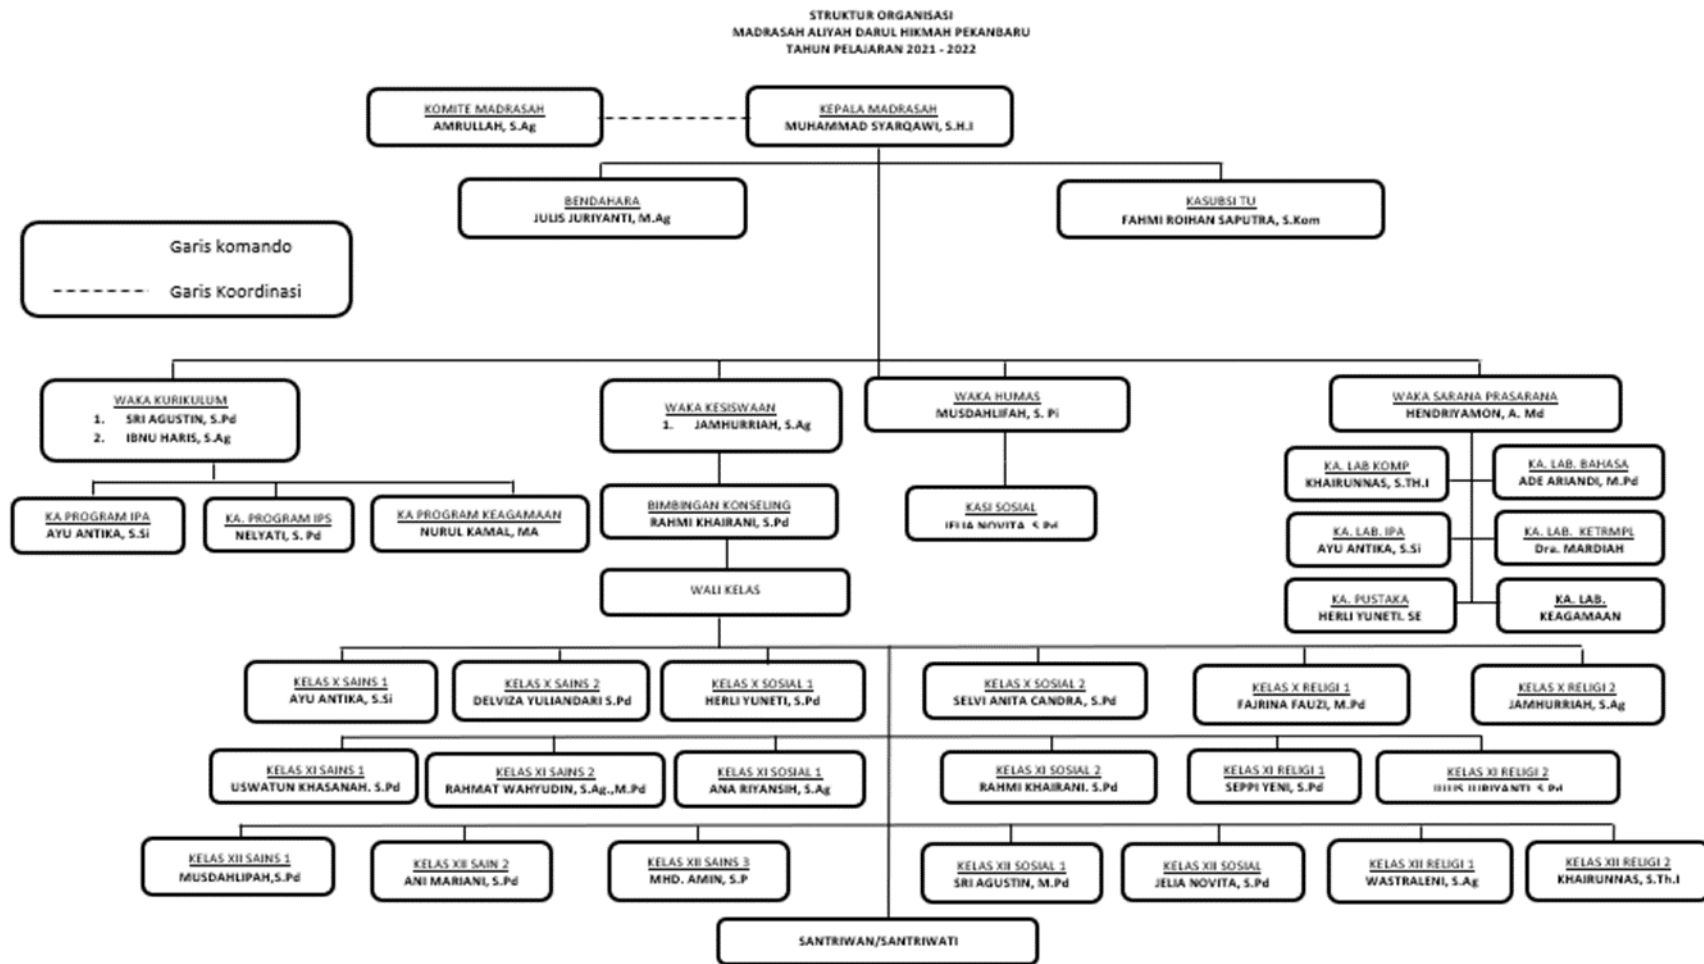 STRUKTUR ORGANISASI
MADRASAH ALIYAH DARUL HIKMAH PEKANBARU
TAHUN PELAJARAN 2021 - 2022
KOMITE MADRASAH
AMRULLAH, S.Ag
KEPALA MADRASAH
MUHAMMAD SYARQAWI, S.H.I
BENDAHARA
JULIS JURIYANTI, M.Ag
KASUBSI TU
FAHMI ROIHAN SAPUTRA, S.Kom
Garis komando
Garis Koordinasi
WAKA KURIKULUM
1. SRI AGUSTIN, S.Pd
2. IBNU HARIS, S.Ag
WAKA KESISWAAN
1. JAMHURRIAH, S.Ag
WAKA HUMAS
MUSDAHLIFAH, S. Pi
WAKA SARANA PRASARANA
HENDRIYAMON, A. Md
KA PROGRAM IPA
AYU ANTIKA, S.Si
KA. PROGRAM IPS
NELYATI, S. Pd
KA PROGRAM KEAGAMAAN
NURUL KAMAL, MA
BIMBINGAN KONSELING
RAHMI KHAIRANI, S.Pd
KASI SOSIAL
JELIA NOVITA, S.Pd
KA. LAB KOMP
KHAIRUNNAS, S.TH.I
KA. LAB. BAHASA
ADE ARIANDI, M.Pd
KA. LAB. IPA
AYU ANTIKA, S.Si
KA. LAB. KETRMPL
Dra. MARDIAH
KA. PUSTAKA
HERLI YUNETI. SE
KA. LAB.
KEAGAMAAN
WALI KELAS
KELAS X SAINS 1
AYU ANTIKA, S.Si
KELAS X SAINS 2
DELVIZA YULIANDARI S.Pd
KELAS X SOSIAL 1
HERLI YUNETI, S.Pd
KELAS X SOSIAL 2
SELVI ANITA CANDRA, S.Pd
KELAS X RELIGI 1
FAJRINA FAUZI, M.Pd
KELAS X RELIGI 2
JAMHURRIAH, S.Ag
KELAS XI SAINS 1
USWATUN KHASANAH. S.Pd
KELAS XI SAINS 2
RAHMAT WAHYUDIN, S.Ag.,M.Pd
KELAS XI SOSIAL 1
ANA RIYANSIH, S.Ag
KELAS XI SOSIAL 2
RAHMI KHAIRANI. S.Pd
KELAS XI RELIGI 1
SEPPI YENI, S.Pd
KELAS XI RELIGI 2
JULIS JURIYANTI, S.Pd
KELAS XII SAINS 1
MUSDAHLIPAH,S.Pd
KELAS XII SAIN 2
ANI MARIANI, S.Pd
KELAS XII SAINS 3
MHD. AMIN, S.P
KELAS XII SOSIAL 1
SRI AGUSTIN, M.Pd
KELAS XII SOSIAL
JELIA NOVITA, S.Pd
KELAS XII RELIGI 1
WASTRALENI, S.Ag
KELAS XII RELIGI 2
KHAIRUNNAS, S.Th.I
SANTRIWAN/SANTRIWATI